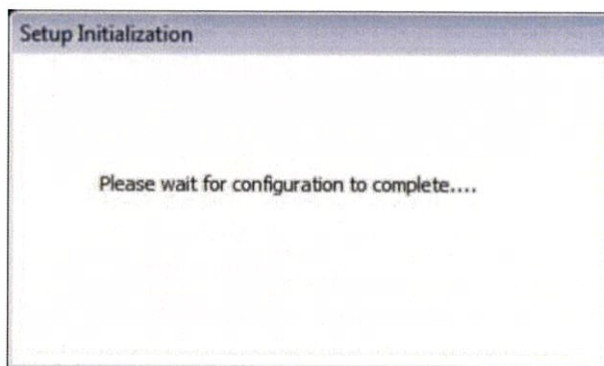 Setup Initialization
Please wait for configuration to complete....